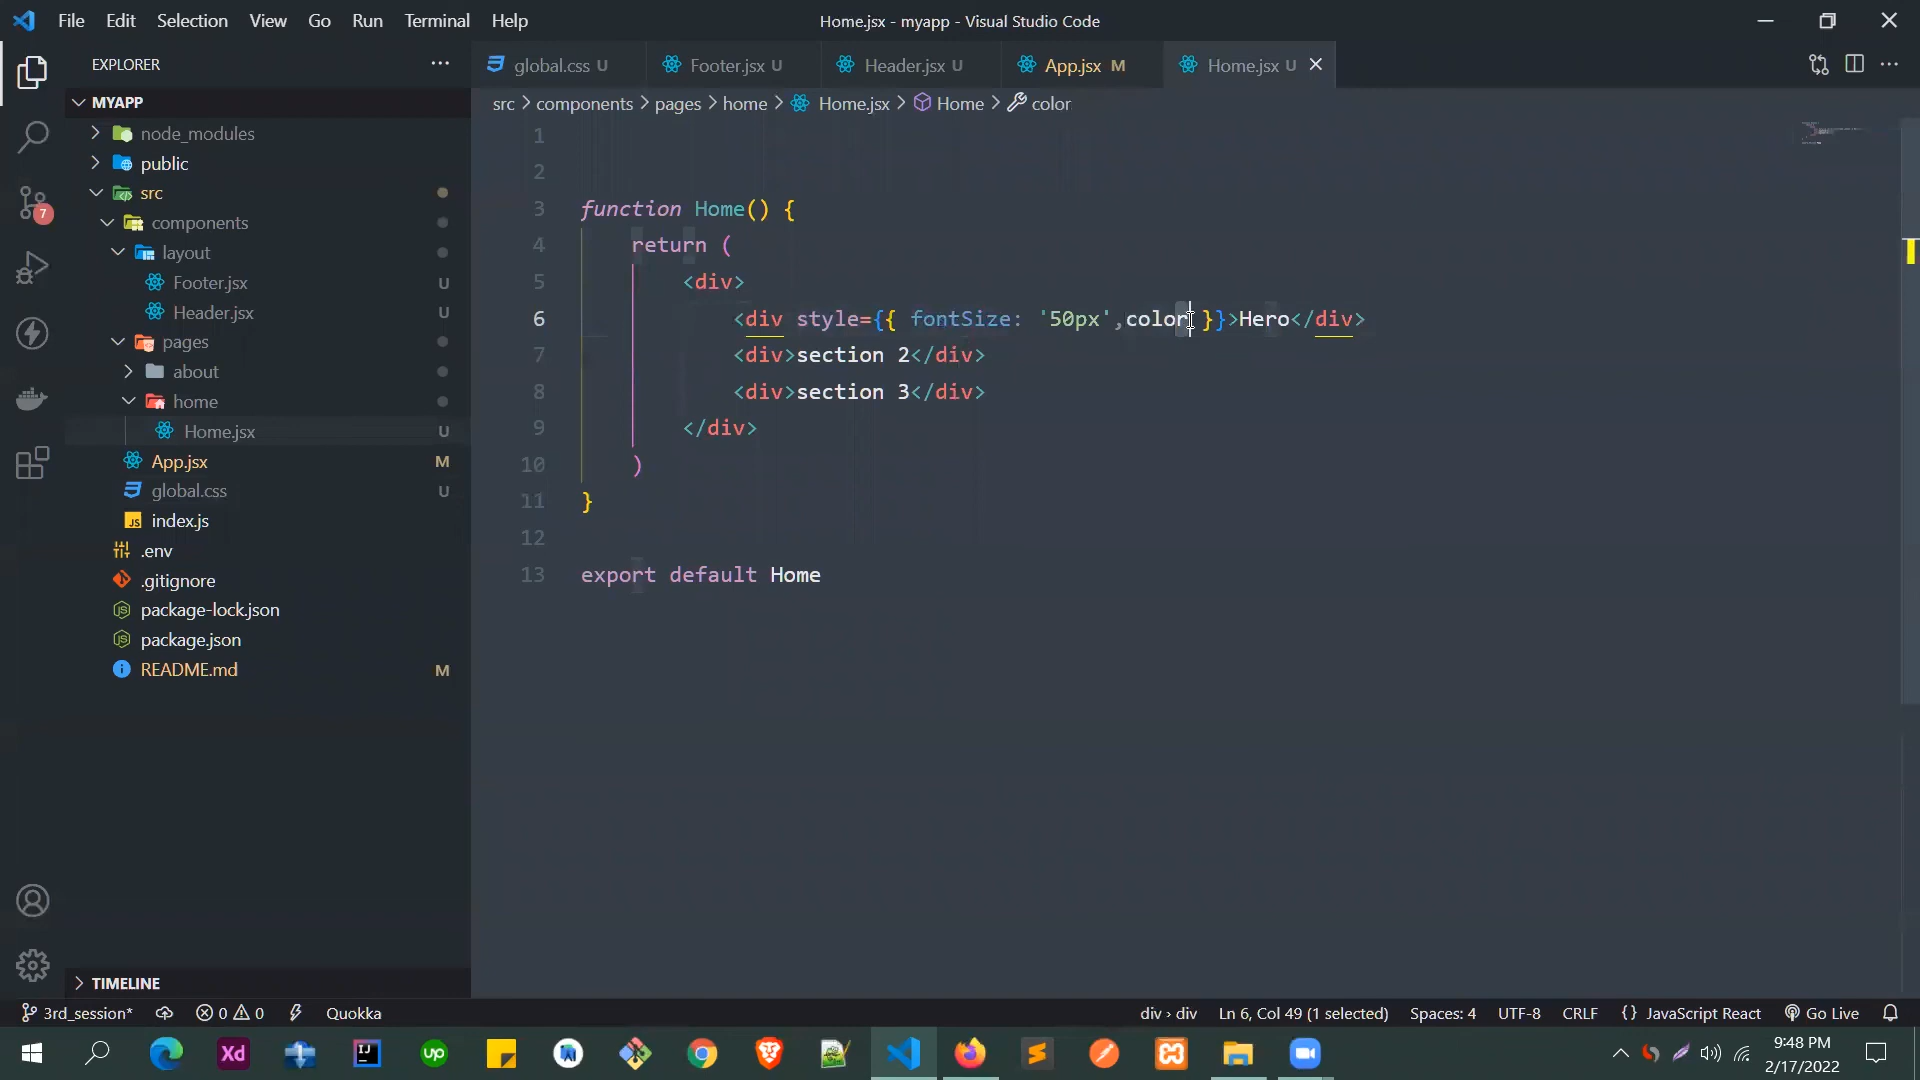 File Edit Selection View Go Run Terminal Help
Home.jsx - myapp - Visual Studio Code
EXPLORER
MYAPP
node_modules
public
src
components
layout
Footer.jsx U
Header.jsx U
pages
about
home
Home.jsx U
App.jsx M
global.css U
JS index.js
.env
.gitignore
package-lock.json
package.json
README.md M
TIMELINE
7
global.css U Footer.jsx U Header.jsx U App.jsx M Home.jsx U
src > components > pages > home > Home.jsx > Home > color
1
2
3 function Home() {
4 return (
5 <div>
6 <div style={{ fontSize: '50px',color }}>Hero</div>
7 <div>section 2</div>
8 <div>section 3</div>
9 </div>
10 )
11 }
12
13 export default Home
3rd_session* 0 0 Quokka div › div Ln 6, Col 49 (1 selected) Spaces: 4 UTF-8 CRLF {} JavaScript React Go Live
Xd IJ up
9:48 PM
2/17/2022